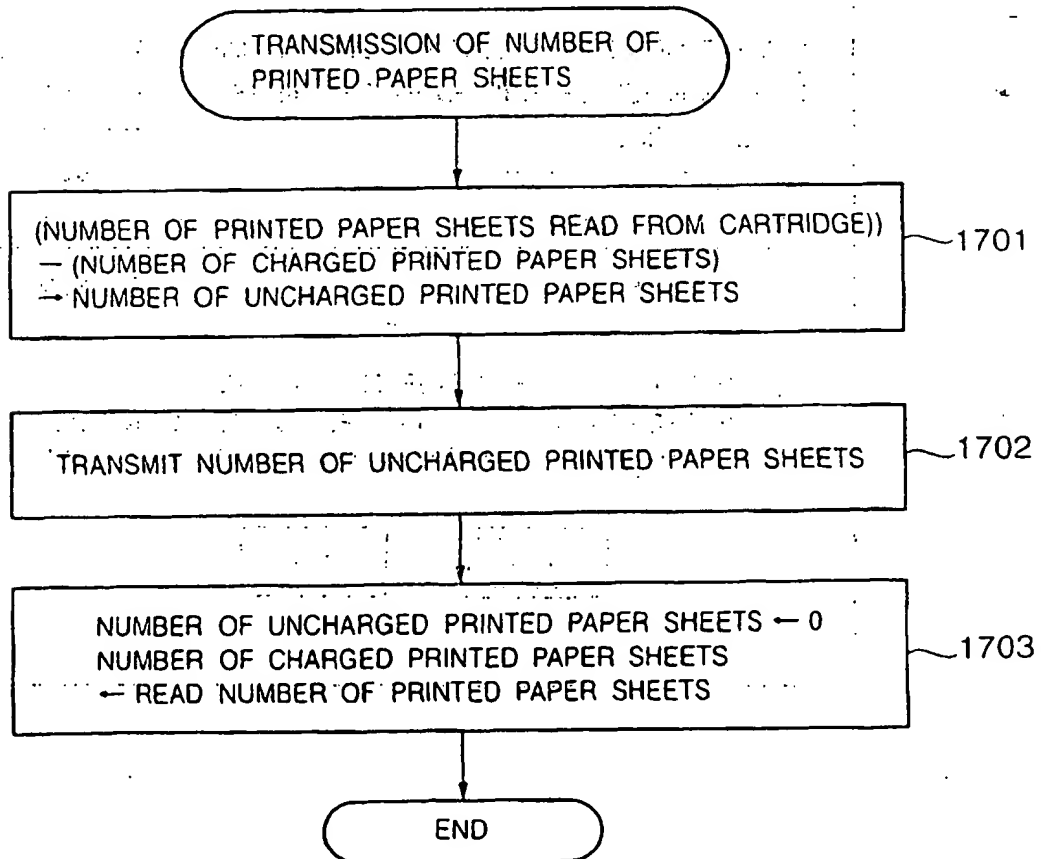 TRANSMISSION OF NUMBER OF
PRINTED PAPER SHEETS
(NUMBER OF PRINTED PAPER SHEETS READ FROM CARTRIDGE))
— (NUMBER OF CHARGED PRINTED PAPER SHEETS)
→ NUMBER OF UNCHARGED PRINTED PAPER SHEETS
1701
TRANSMIT NUMBER OF UNCHARGED PRINTED PAPER SHEETS
1702
NUMBER OF UNCHARGED PRINTED PAPER SHEETS ← 0
NUMBER OF CHARGED PRINTED PAPER SHEETS
← READ NUMBER OF PRINTED PAPER SHEETS
1703
END